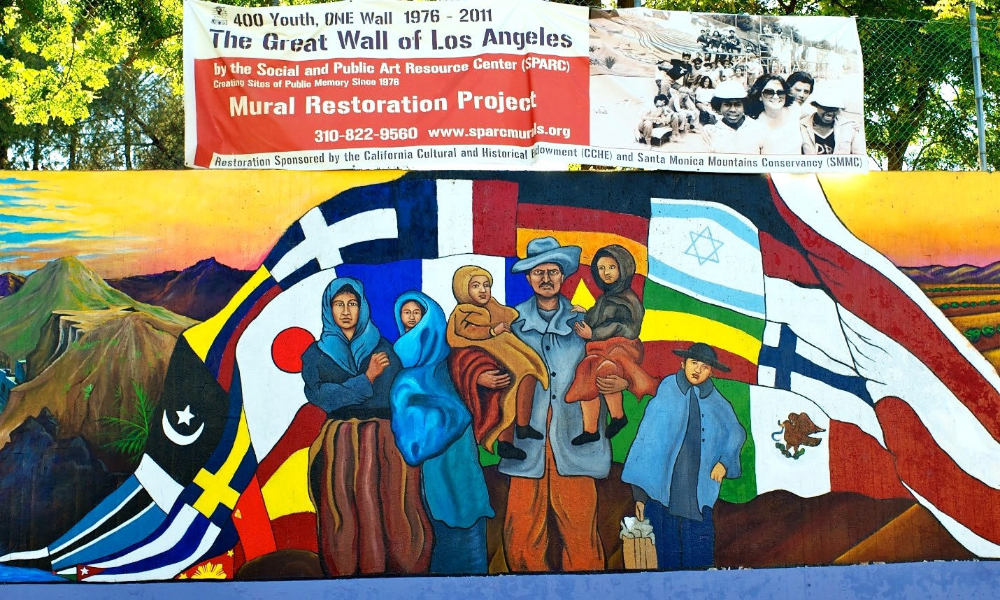 400 Youth, ONE Wall 1976 - 2011
The Great Wall of Los Angeles
by the Social and Public Art Resource Center (SPARC)
Creating Sites of Public Memory Since 1976
Mural Restoration Project
310-822-9560 www.sparcmurals.org
Restoration Sponsored by the California Cultural and Historical Endowment (CCHE) and Santa Monica Mountains Conservancy (SMMC)